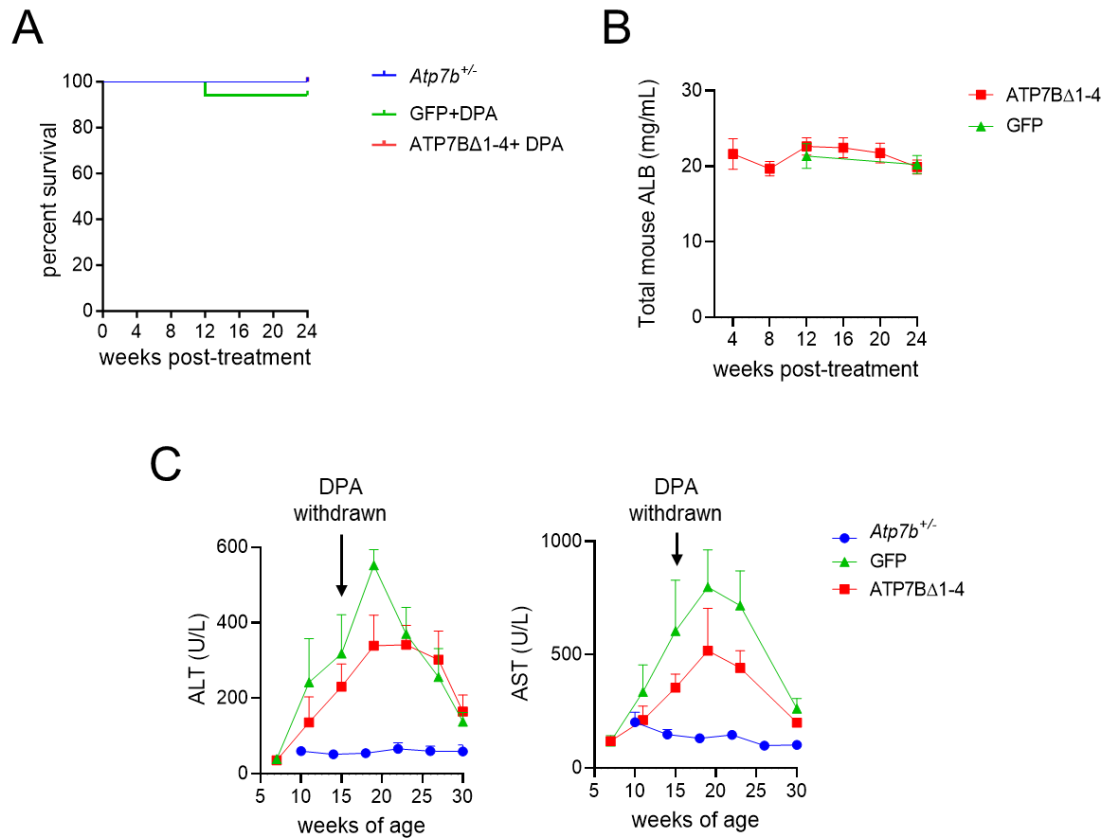 A
percent survival
100
80
60
40
20
0
0 4 8 12 16 20 24
weeks post-treatment
Atp7b+/-
GFP+DPA
ATP7BΔ1-4+ DPA
B
Total mouse ALB (mg/mL)
30
20
10
0
4 8 12 16 20 24
weeks post-treatment
ATP7BΔ1-4
GFP
C
DPA
withdrawn
ALT (U/L)
600
400
200
0
5 10 15 20 25 30
weeks of age
DPA
withdrawn
AST (U/L)
1000
500
0
5 10 15 20 25 30
weeks of age
Atp7b+/-
GFP
ATP7BΔ1-4